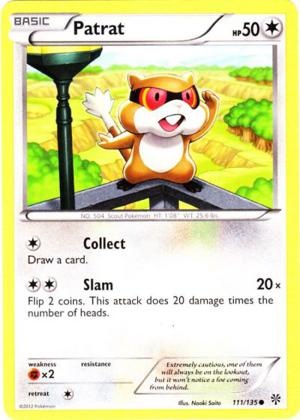 BASIC
Patrat
HP50
NO. 504 Scout Pokémon HT: 1'08" WT: 25.6 lbs.
Collect
Draw a card.
Slam 20×
Flip 2 coins. This attack does 20 damage times
the number of heads.
weakness resistance
×2
retreat
Extremely cautious, one of them will
always be on the lookout,
but it won't notice a foe coming
from behind.
Illus. Naoki Saito
111/135
©2012 Pokémon